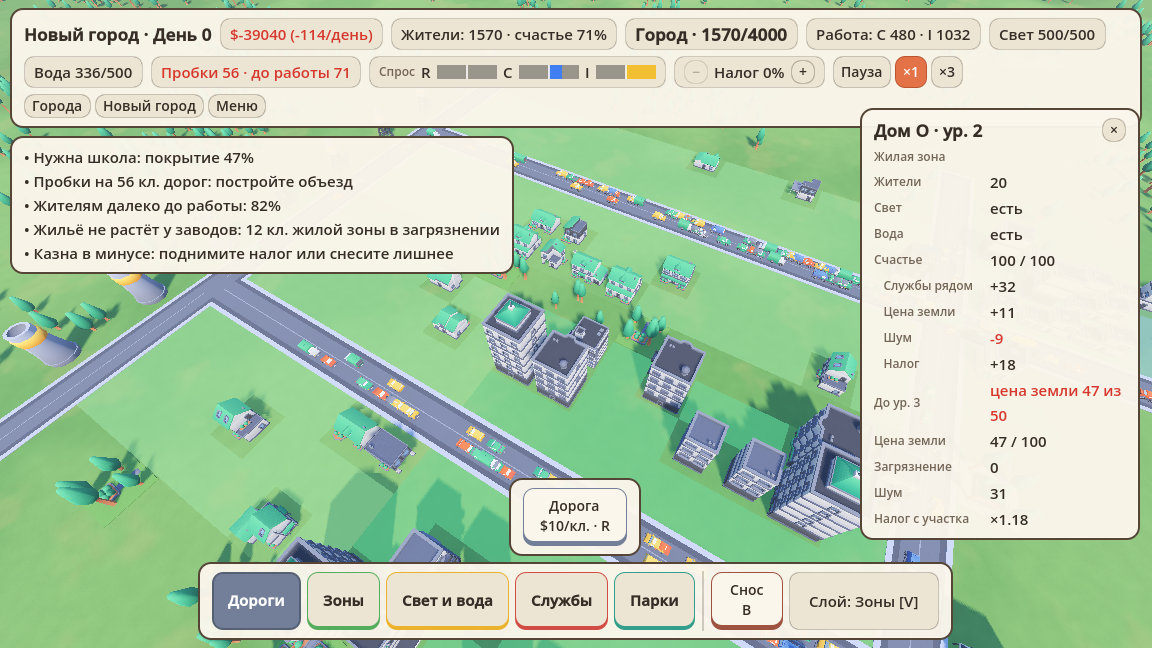 Новый город · День 0
$-39040 (-114/день)
Жители: 1570 · счастье 71%
Город · 1570/4000
Работа: C 480 · I 1032
Свет 500/500
Вода 336/500
Пробки 56 · до работы 71
Спрос R C I
− Налог 0% +
Пауза ×1 ×3
Города Новый город Меню
• Нужна школа: покрытие 47%
• Пробки на 56 кл. дорог: постройте объезд
• Жителям далеко до работы: 82%
• Жильё не растёт у заводов: 12 кл. жилой зоны в загрязнении
• Казна в минусе: поднимите налог или снесите лишнее
Дом О · ур. 2 ×
Жилая зона
Жители 20
Свет есть
Вода есть
Счастье 100 / 100
Службы рядом +32
Цена земли +11
Шум -9
Налог +18
До ур. 3 цена земли 47 из 50
Цена земли 47 / 100
Загрязнение 0
Шум 31
Налог с участка ×1.18
Дорога
$10/кл. · R
Дороги
Зоны
Свет и вода
Службы
Парки
Снос
B
Слой: Зоны [V]